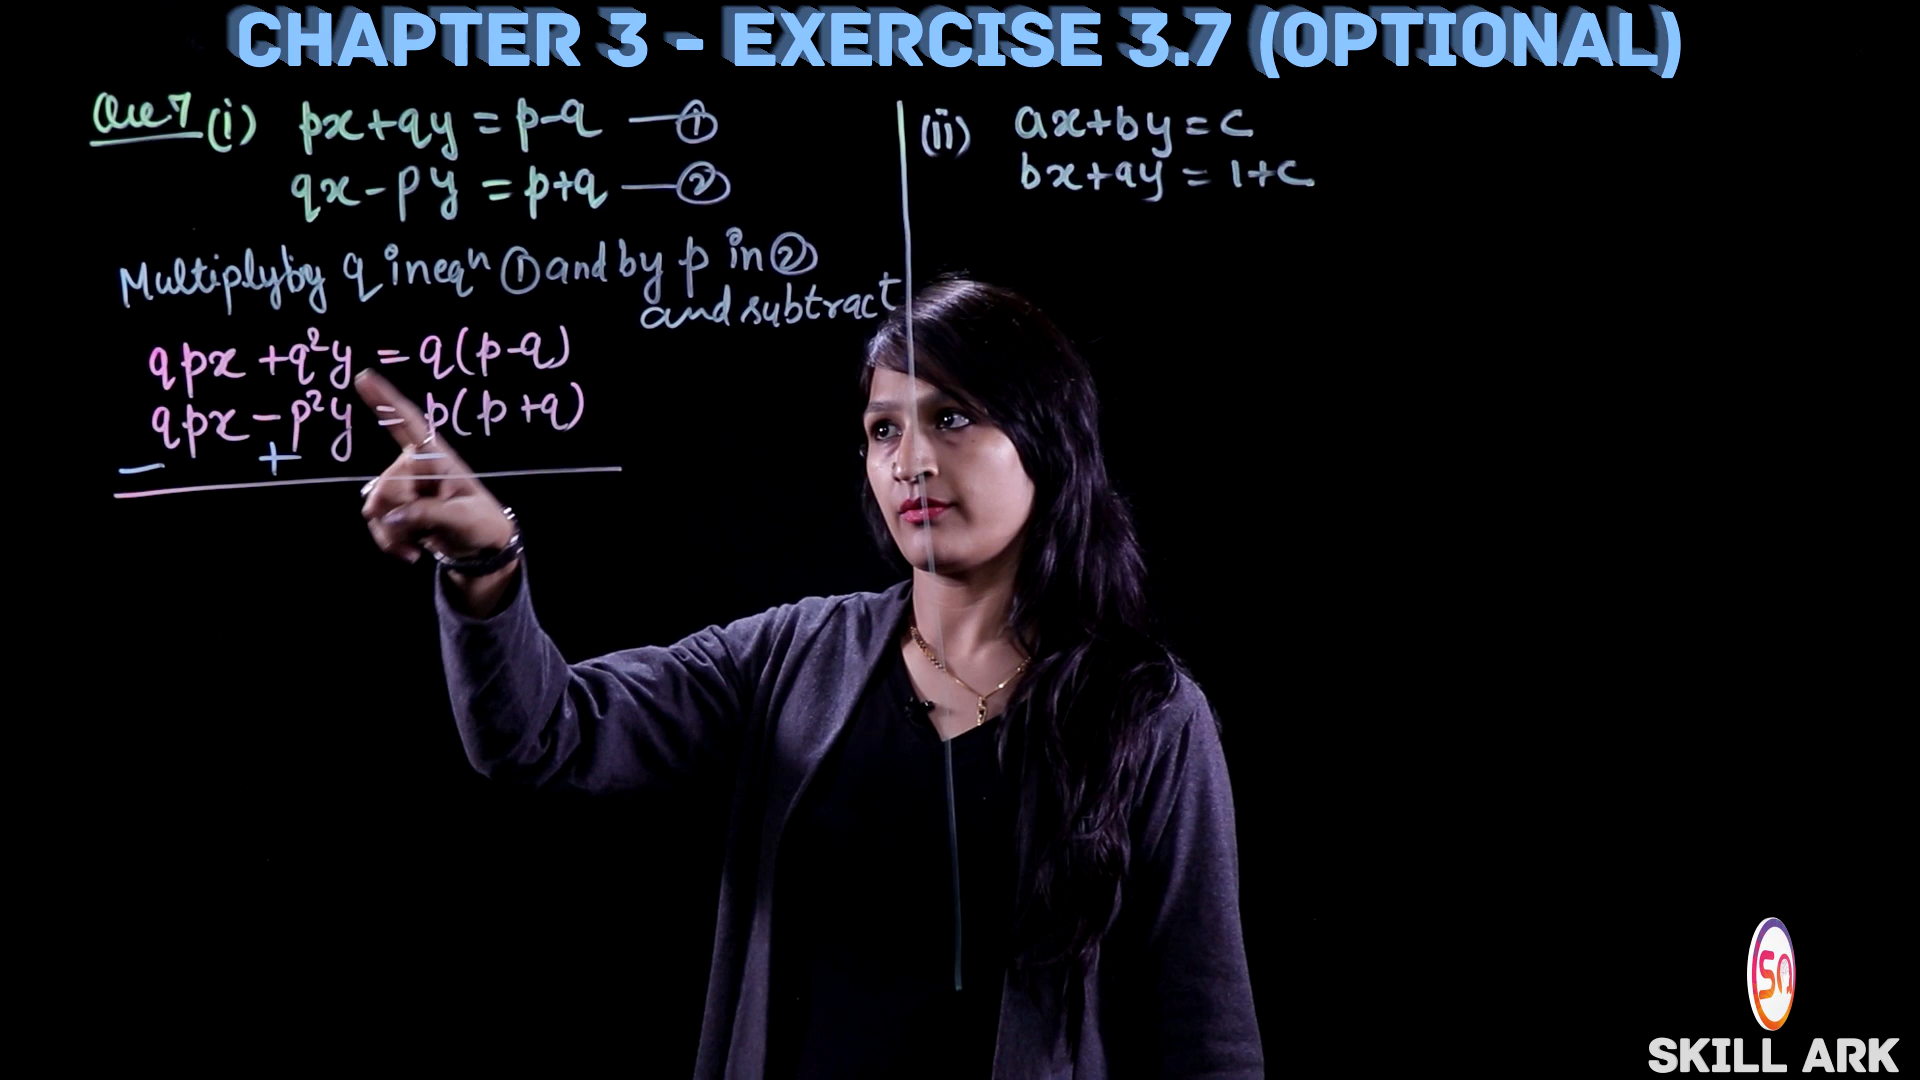 CHAPTER 3 - EXERCISE 3.7 (OPTIONAL)
Que 7 (i) px+qy = p-q —①
qx-py = p+q —②
Multiply by q in eqⁿ ① and by p in ②
and subtract
qpx +q²y = q(p-q)
qpx -p²y = p(p+q)
− + −
(ii) ax+by=c
bx+ay = 1+c
SQ
SKILL ARK